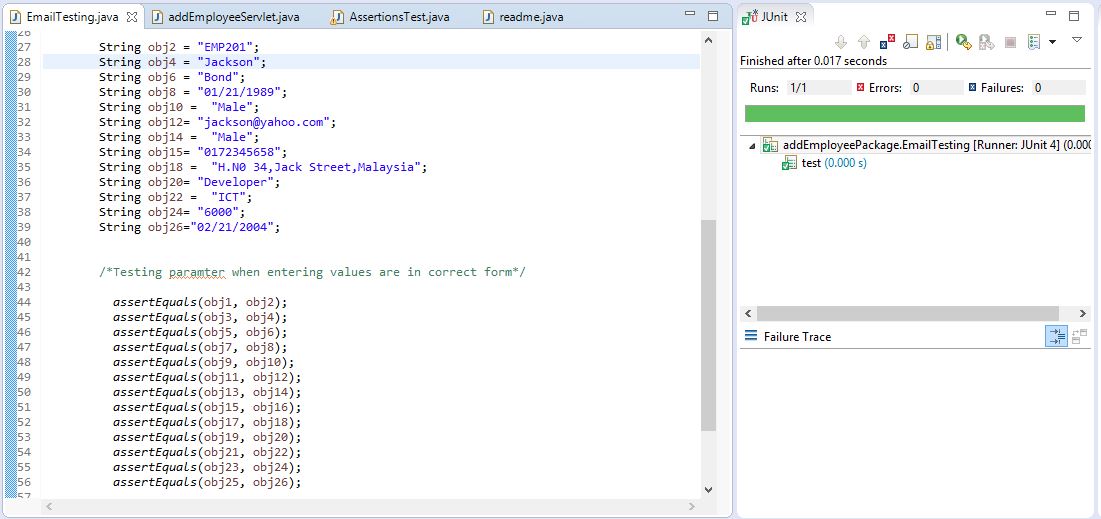 EmailTesting.java addEmployeeServlet.java AssertionsTest.java readme.java
26
27 String obj2 = "EMP201";
28 String obj4 = "Jackson";
29 String obj6 = "Bond";
30 String obj8 = "01/21/1989";
31 String obj10 =  "Male";
32 String obj12= "jackson@yahoo.com";
33 String obj14 =  "Male";
34 String obj15= "0172345658";
35 String obj18 =  "H.N0 34,Jack Street,Malaysia";
36 String obj20= "Developer";
37 String obj22 =  "ICT";
38 String obj24= "6000";
39 String obj26="02/21/2004";
40
41
42 /*Testing paramter when entering values are in correct form*/
43
44 assertEquals(obj1, obj2);
45 assertEquals(obj3, obj4);
46 assertEquals(obj5, obj6);
47 assertEquals(obj7, obj8);
48 assertEquals(obj9, obj10);
49 assertEquals(obj11, obj12);
50 assertEquals(obj13, obj14);
51 assertEquals(obj15, obj16);
52 assertEquals(obj17, obj18);
53 assertEquals(obj19, obj20);
54 assertEquals(obj21, obj22);
55 assertEquals(obj23, obj24);
56 assertEquals(obj25, obj26);
57
JUnit
Finished after 0.017 seconds
Runs: 1/1 Errors: 0 Failures: 0
addEmployeePackage.EmailTesting [Runner: JUnit 4] (0.000
test (0.000 s)
Failure Trace